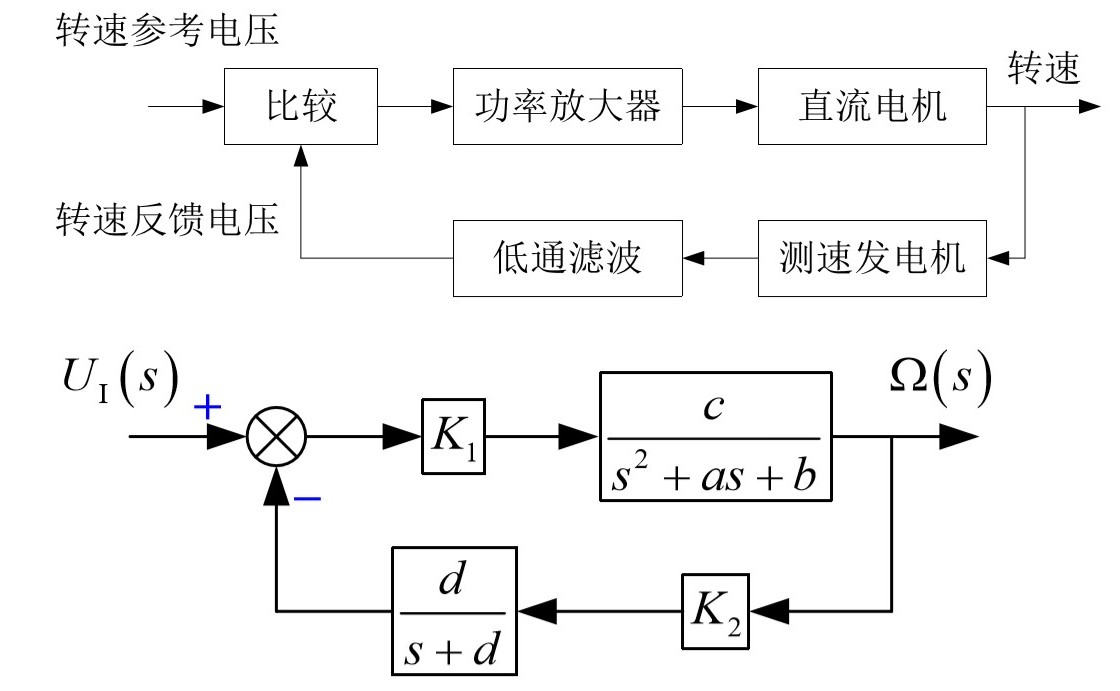 转速参考电压
转速
比较 功率放大器 直流电机
转速反馈电压
低通滤波 测速发电机
U_I(s) Ω(s)
+
K_1
c
s^2 + as + b
−
d
s + d
K_2